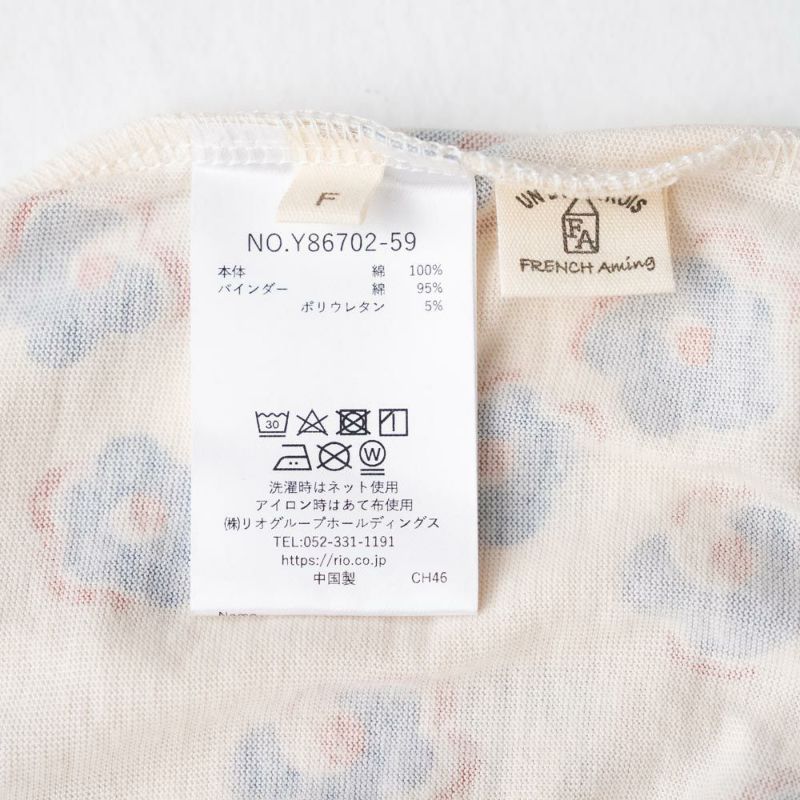 F
NO.Y86702-59
本体 綿 100%
バインダー 綿 95%
ポリウレタン 5%
30
W
洗濯時はネット使用
アイロン時はあて布使用
㈱リオグループホールディングス
TEL:052-331-1191
https://rio.co.jp
中国製 CH46
FA
FRENCH Aming